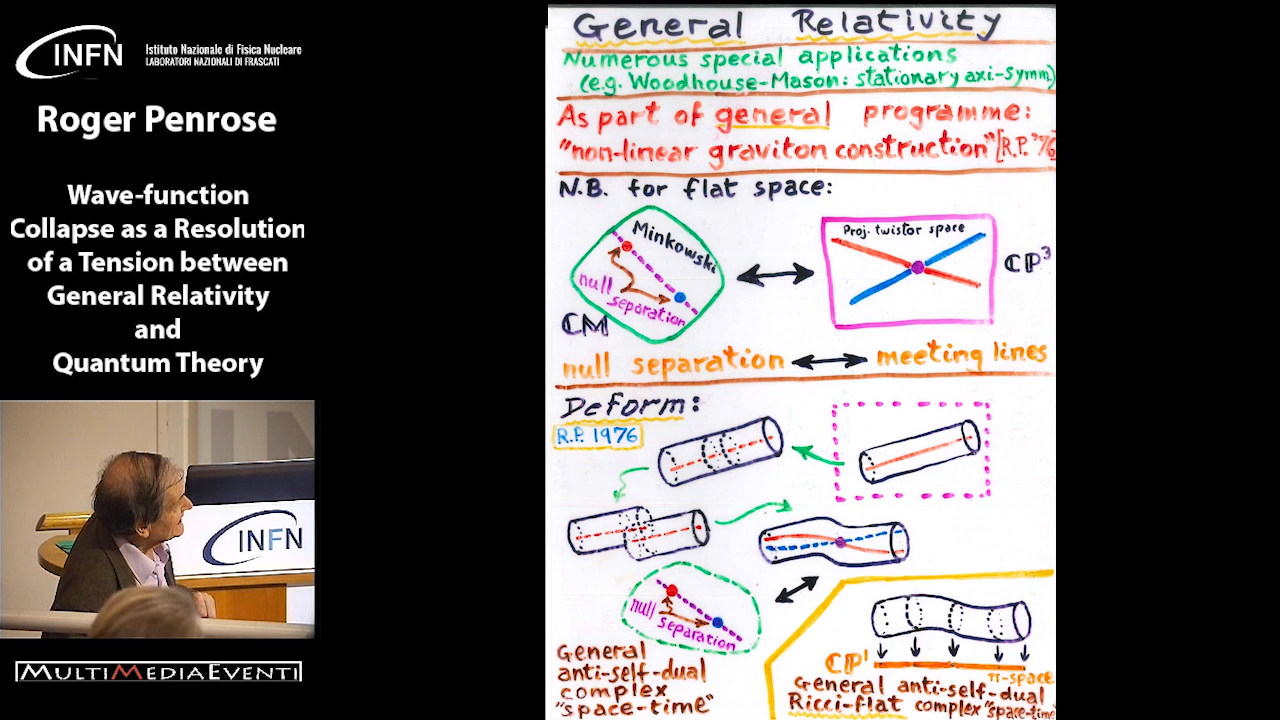 INFN
Istituto Nazionale di Fisica Nucleare
LABORATORI NAZIONALI DI FRASCATI
Roger Penrose
Wave-function
Collapse as a Resolution
of a Tension between
General Relativity
and
Quantum Theory
INFN
MULTIMEDIAEVENTI
General Relativity
Numerous special applications
(e.g. Woodhouse-Mason: stationary axi-symm.)
As part of general programme:
"non-linear graviton construction" [R.P. '76]
N.B. for flat space:
Minkowski
null
separation
CM
Proj. twistor space
CP³
null separation ↔ meeting lines
Deform:
R.P. 1976
null
separation
General
anti-self-dual
complex
"space-time"
CP¹
π-space
General anti-self-dual
Ricci-flat complex "space-time"